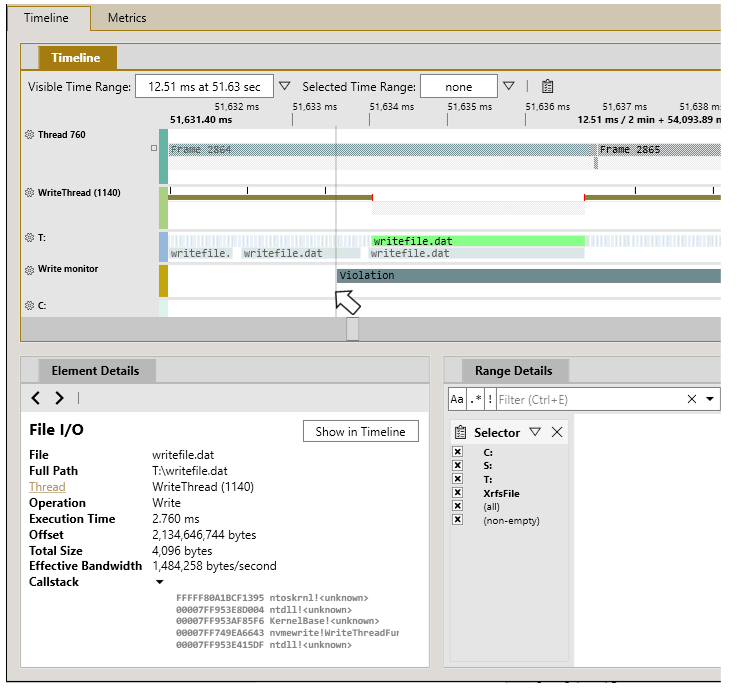 Timeline Metrics
Timeline
Visible Time Range: 12.51 ms at 51.63 sec Selected Time Range: none
51,632 ms 51,633 ms 51,634 ms 51,635 ms 51,636 ms 51,637 ms 51,638 ms
51,631.40 ms 12.51 ms / 2 min + 54,093.89 m
Thread 760
Frame 2864 Frame 2865
WriteThread (1140)
T:
writefile.dat
writefile. writefile.dat writefile.dat
Write monitor
Violation
C:
Element Details Range Details
Aa .* ! Filter (Ctrl+E)
File I/O Show in Timeline
File writefile.dat
Full Path T:\writefile.dat
Thread WriteThread (1140)
Operation Write
Execution Time 2.760 ms
Offset 2,134,646,744 bytes
Total Size 4,096 bytes
Effective Bandwidth 1,484,258 bytes/second
Callstack
FFFFF80A1BCF1395 ntoskrnl!<unknown>
00007FF953E8D004 ntdll!<unknown>
00007FF953AF85F6 KernelBase!<unknown>
00007FF749EA6643 nvmewrite!WriteThreadFun
00007FF953E415DF ntdll!<unknown>
Selector
C:
S:
T:
XrfsFile
(all)
(non-empty)